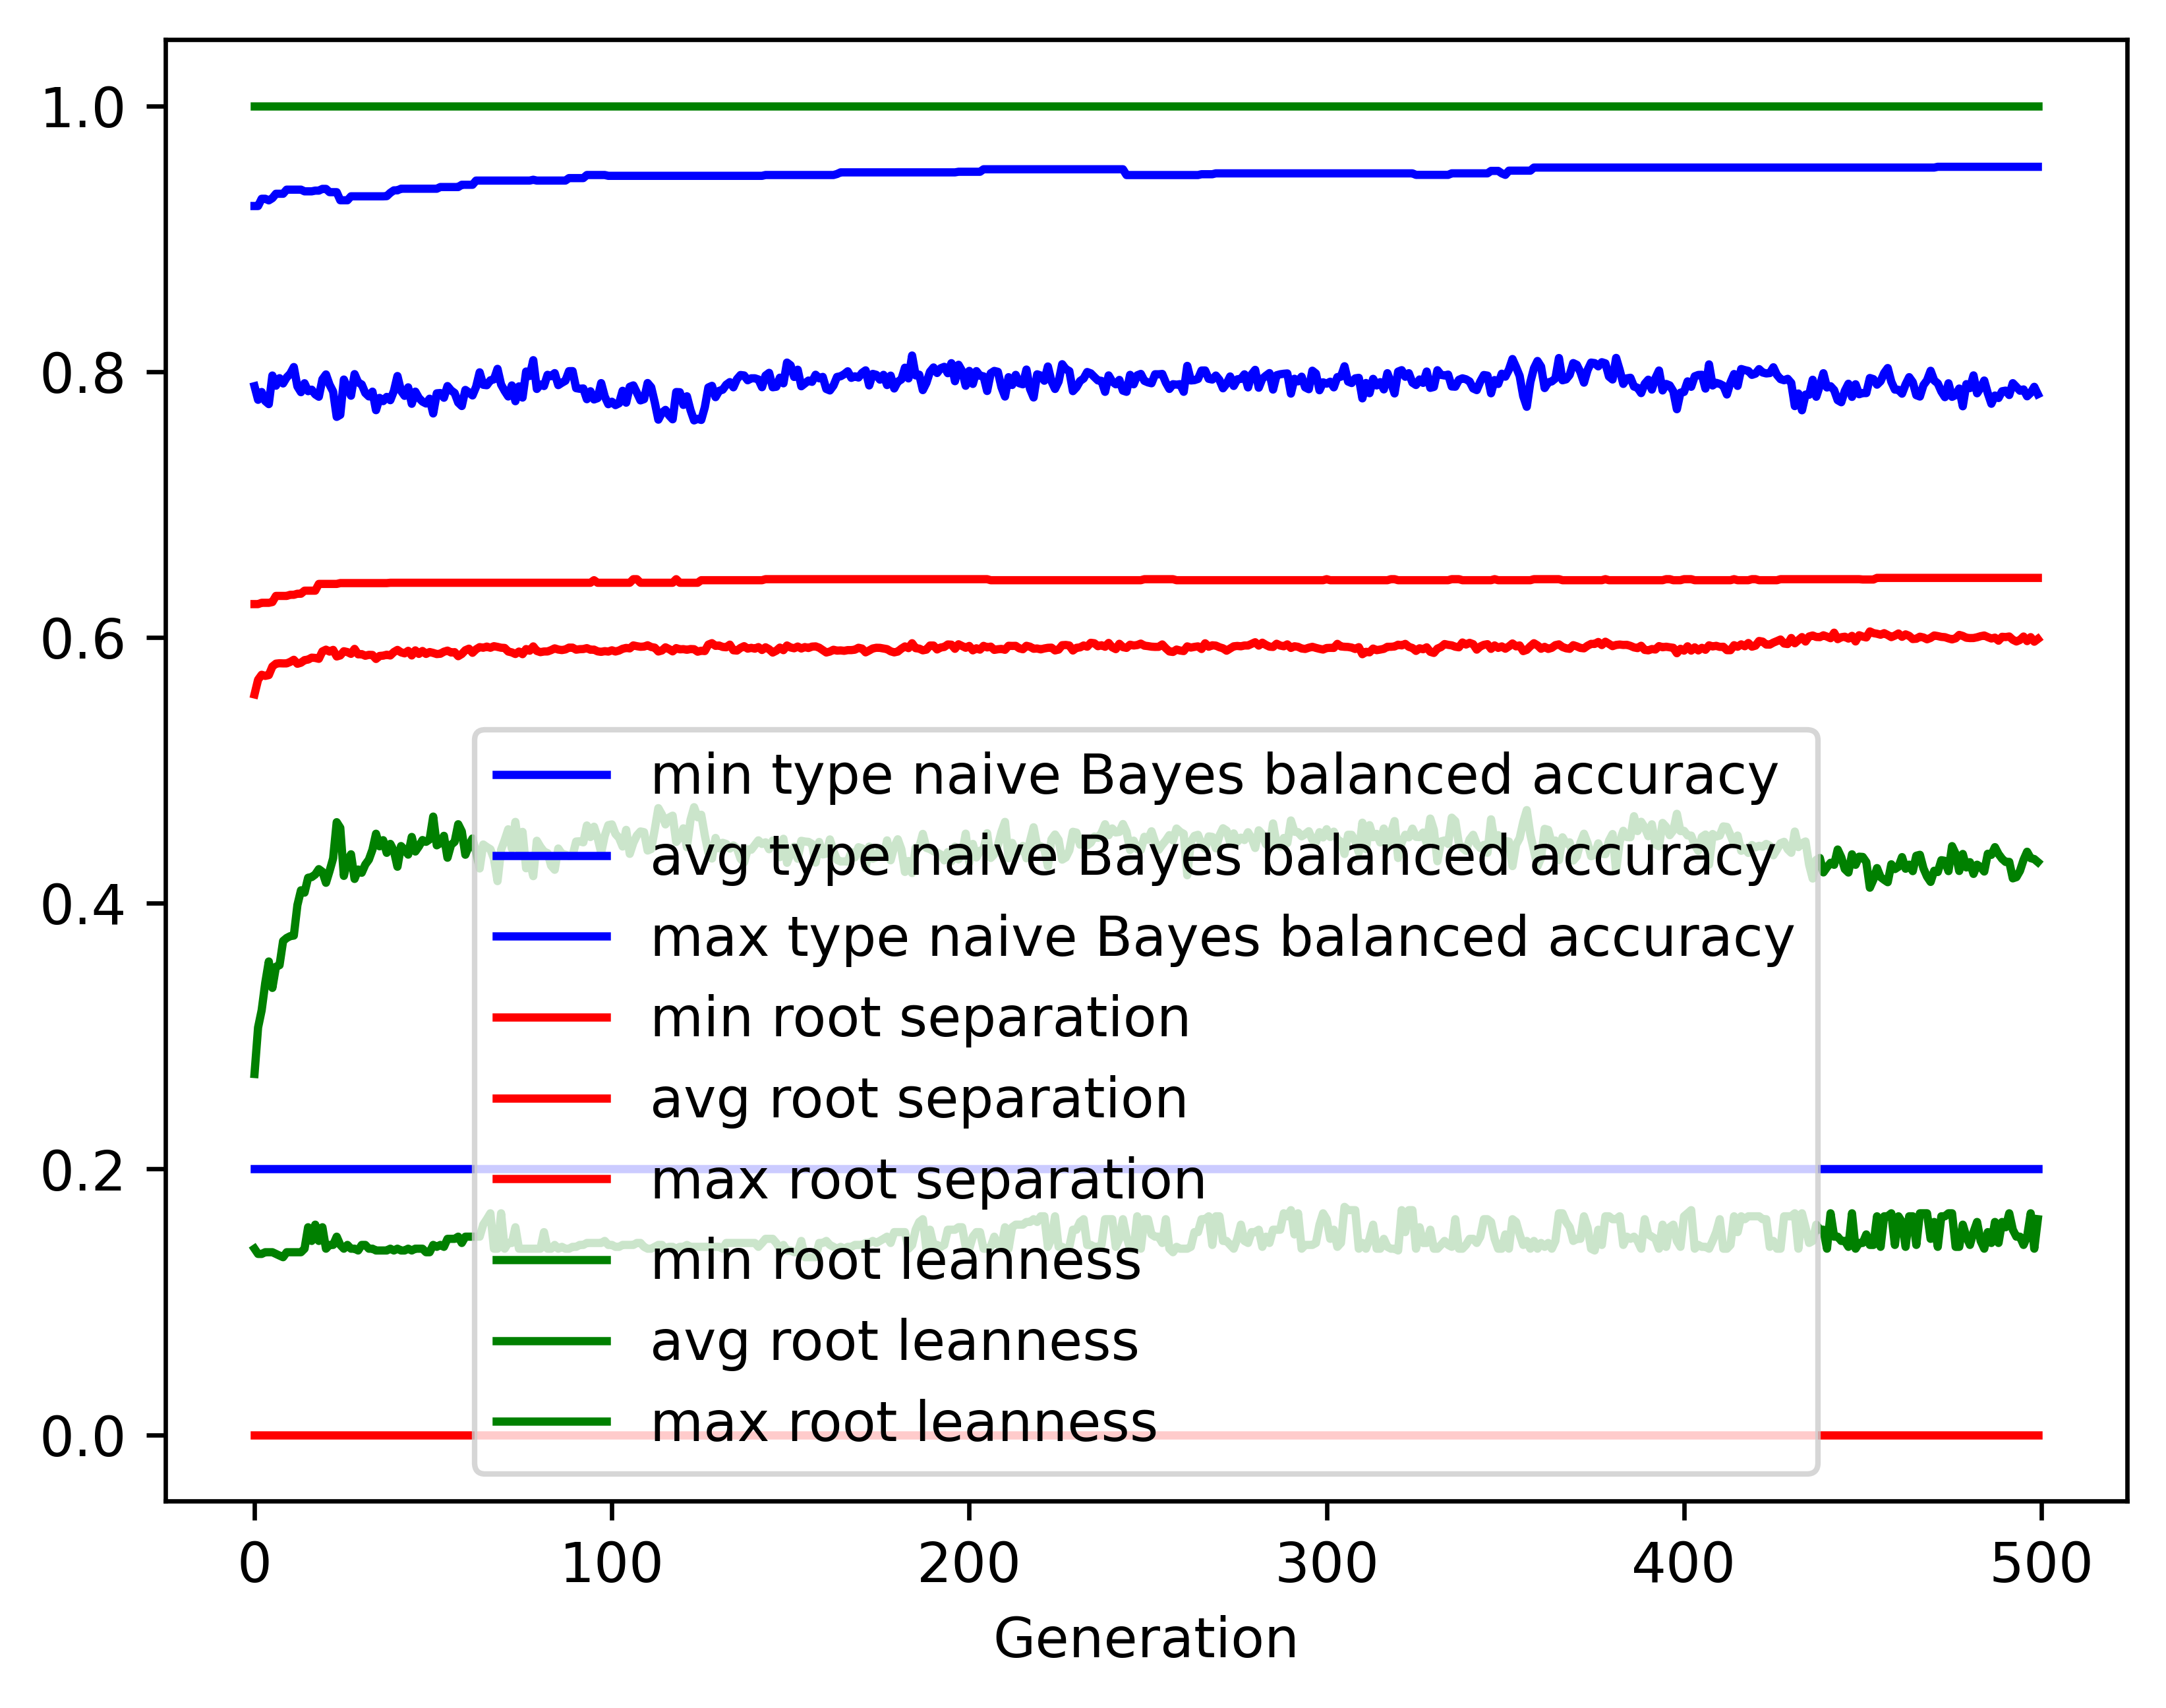 1.0
0.8
0.6
0.4
0.2
0.0
min type naive Bayes balanced accuracy
avg type naive Bayes balanced accuracy
max type naive Bayes balanced accuracy
min root separation
avg root separation
max root separation
min root leanness
avg root leanness
max root leanness
0 100 200 300 400 500
Generation